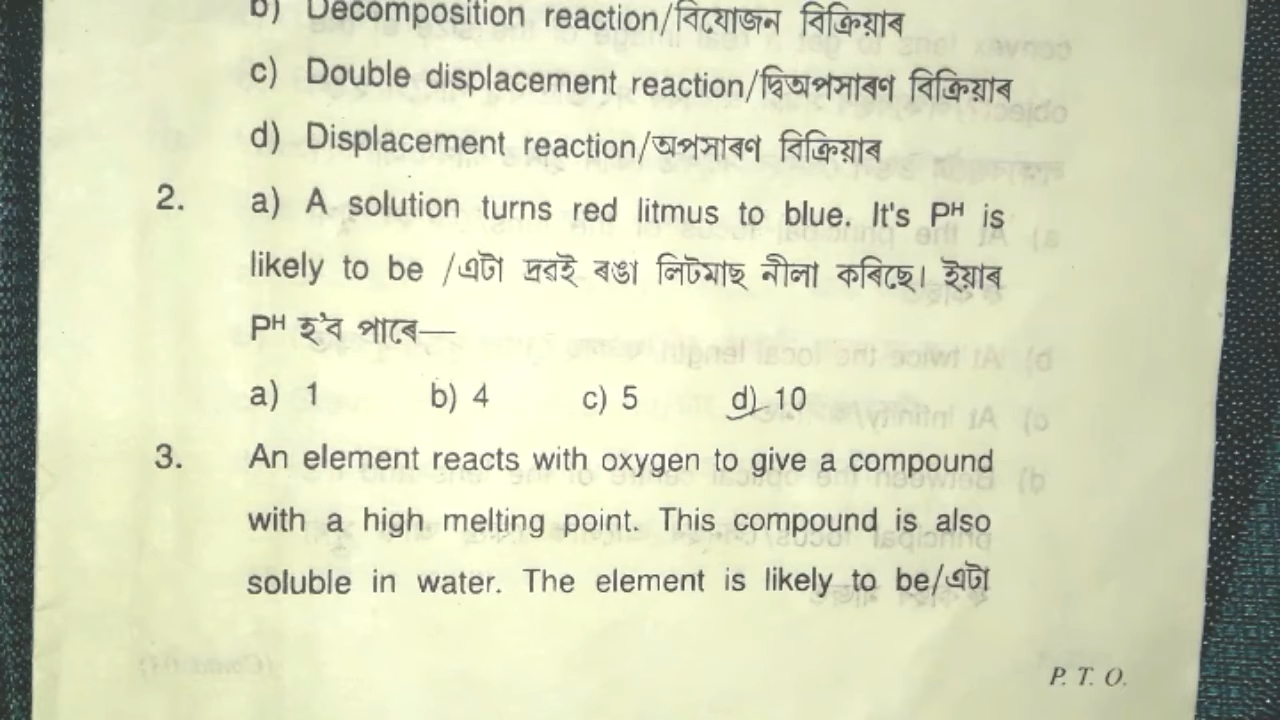 b) Decomposition reaction/বিযোজন বিক্ৰিয়াৰ
c) Double displacement reaction/দ্বিঅপসাৰণ বিক্ৰিয়াৰ
d) Displacement reaction/অপসাৰণ বিক্ৰিয়াৰ
2. a) A solution turns red litmus to blue. It's Pᴴ is
likely to be /এটা দ্ৰৱই ৰঙা লিটমাছ নীলা কৰিছে। ইয়াৰ
Pᴴ হ'ব পাৰে—
a) 1 b) 4 c) 5 d) 10
3. An element reacts with oxygen to give a compound
with a high melting point. This compound is also
soluble in water. The element is likely to be/এটা
P. T. O.